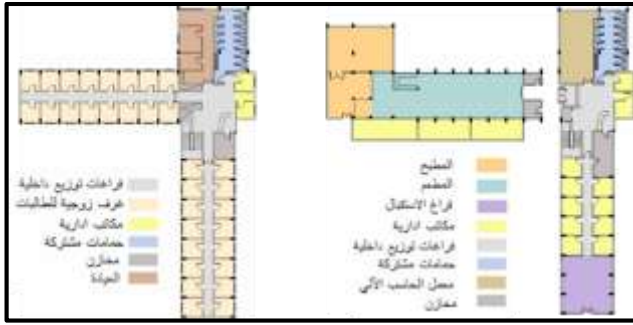 فراغات توزيع داخلية
غرف زوجية للطالبات
مكاتب ادارية
حمامات مشتركة
مخازن
العيادة
المطبخ
المطعم
فراغ الاستقبال
مكاتب ادارية
فراغات توزيع داخلية
حمامات مشتركة
معمل الحاسب الآلي
مخازن